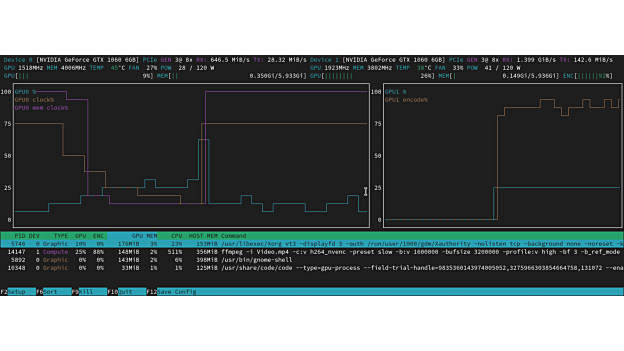 Device 0 [NVIDIA GeForce GTX 1060 6GB] PCIe GEN 3@ 8x RX: 646.5 MiB/s TX: 28.32 MiB/s Device 1 [NVIDIA GeForce GTX 1060 6GB] PCIe GEN 3@ 8x RX: 1.399 GiB/s TX: 142.6 MiB/s
GPU 1518MHz MEM 4006MHz TEMP 45°C FAN 27% POW 28 / 120 W GPU 1923MHz MEM 3802MHz TEMP 38°C FAN 33% POW 41 / 120 W
GPU[||| 9%] MEM[|| 0.350Gi/5.933Gi] GPU[|||||||| 26%] MEM[| 0.149Gi/5.933Gi] ENC[||||||92%]
100 GPU0 %
GPU0 clock%
GPU0 mem clock%
75
50
25
0
100 GPU1 %
GPU1 encode%
75
50
25
0
PID DEV TYPE GPU ENC GPU MEM CPU HOST MEM Command
5746 0 Graphic 10% 0% 176MiB 3% 23% 153MiB /usr/libexec/Xorg vt3 -displayfd 3 -auth /run/user/1000/gdm/Xauthority -nolisten tcp -background none -noreset -k
14147 1 Compute 25% 88% 148MiB 2% 511% 356MiB ffmpeg -i Video.mp4 -c:v h264_nvenc -preset slow -b:v 1600000 -bufsize 3200000 -profile:v high -bf 3 -b_ref_mode
5892 0 Graphic 0% 0% 143MiB 2% 6% 398MiB /usr/bin/gnome-shell
10348 0 Graphic 0% 0% 33MiB 1% 1% 125MiB /usr/share/code/code --type=gpu-process --field-trial-handle=9835360143974005052,3275966303854664758,131072 --ena
F2Setup F6Sort F9Kill F10Quit F12Save Config